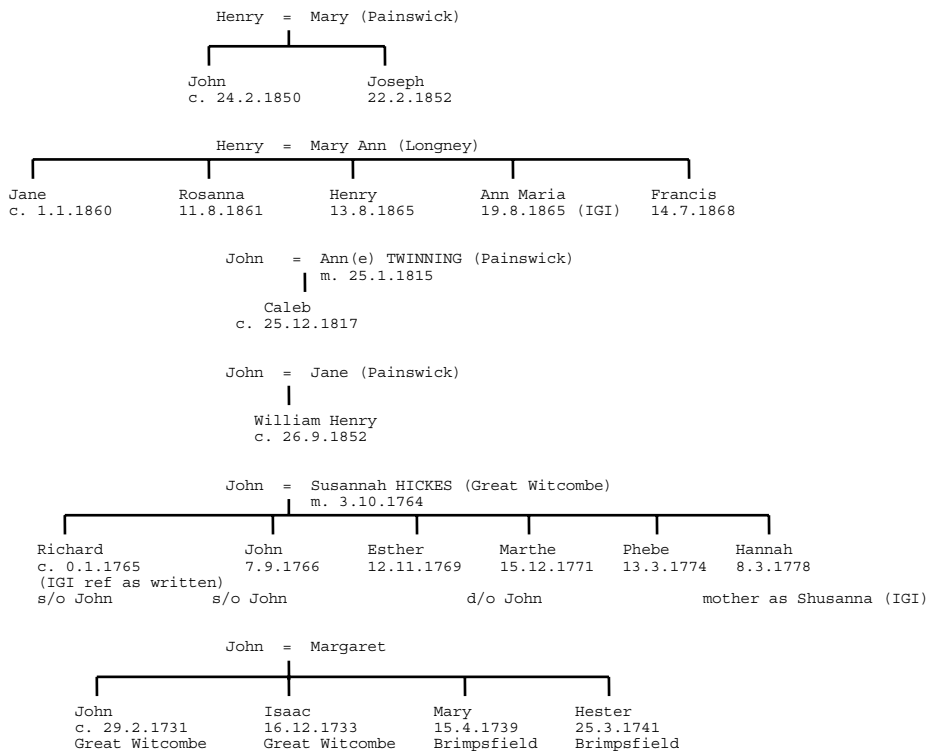 Henry = Mary (Painswick)
John Joseph
c. 24.2.1850 22.2.1852
Henry = Mary Ann (Longney)
Jane Rosanna Henry Ann Maria Francis
c. 1.1.1860 11.8.1861 13.8.1865 19.8.1865 (IGI) 14.7.1868
John = Ann(e) TWINNING (Painswick)
m. 25.1.1815
Caleb
c. 25.12.1817
John = Jane (Painswick)
William Henry
c. 26.9.1852
John = Susannah HICKES (Great Witcombe)
m. 3.10.1764
Richard John Esther Marthe Phebe Hannah
c. 0.1.1765 7.9.1766 12.11.1769 15.12.1771 13.3.1774 8.3.1778
(IGI ref as written)
s/o John s/o John d/o John mother as Shusanna (IGI)
John = Margaret
John Isaac Mary Hester
c. 29.2.1731 16.12.1733 15.4.1739 25.3.1741
Great Witcombe Great Witcombe Brimpsfield Brimpsfield